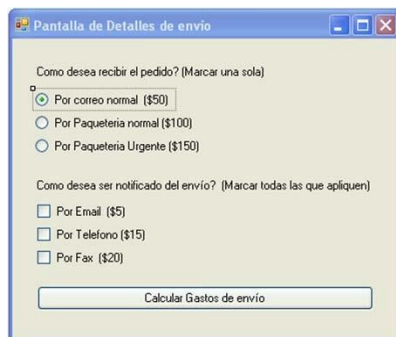 Pantalla de Detalles de envío
Como desea recibir el pedido? (Marcar una sola)
Por correo normal ($50)
Por Paqueteria normal ($100)
Por Paqueteria Urgente ($150)
Como desea ser notificado del envío? (Marcar todas las que apliquen)
Por Email ($5)
Por Telefono ($15)
Por Fax ($20)
Calcular Gastos de envío